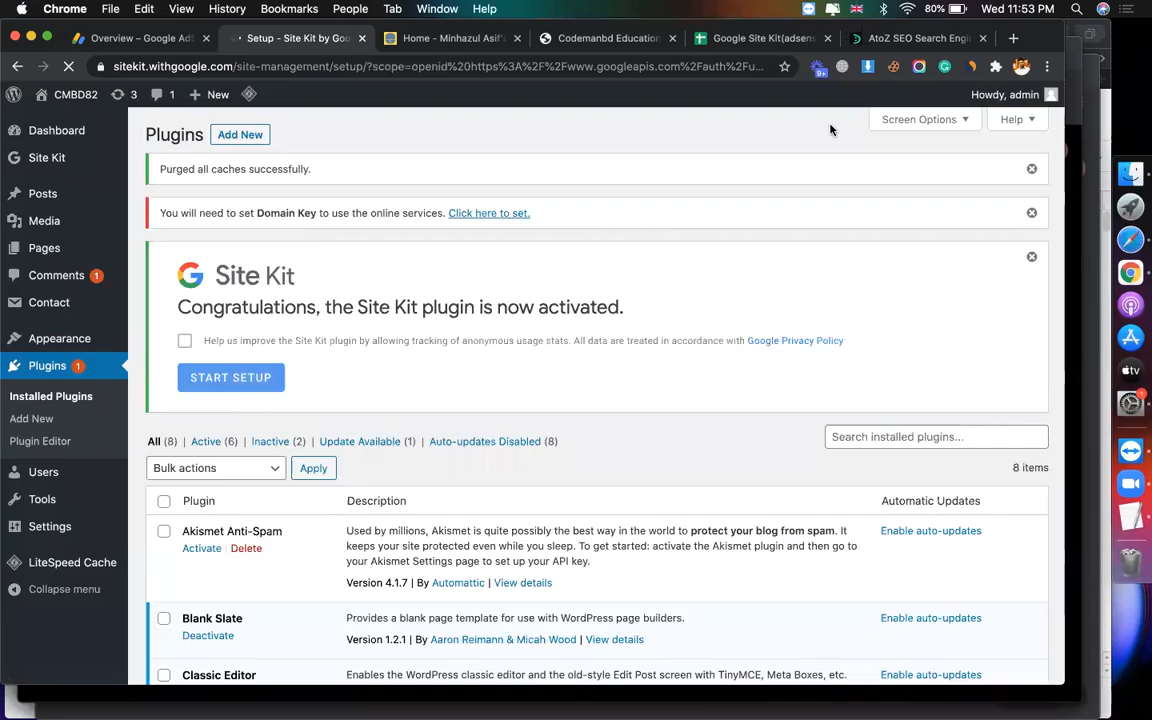 Chrome File Edit View History Bookmarks People Tab Window Help 80% Wed 11:53 PM
Overview – Google AdS Setup - Site Kit by Goo Home - Minhazul Asif's Codemanbd Education Google Site Kit(adsens AtoZ SEO Search Engin
sitekit.withgoogle.com/site-management/setup/?scope=openid%20https%3A%2F%2Fwww.googleapis.com%2Fauth%2Fu...
9+
CMBD82 3 1 New Howdy, admin
Dashboard
Site Kit
Posts
Media
Pages
Comments 1
Contact
Appearance
Plugins 1
Installed Plugins
Add New
Plugin Editor
Users
Tools
Settings
LiteSpeed Cache
Collapse menu
Screen Options Help
Plugins Add New
Purged all caches successfully.
You will need to set Domain Key to use the online services. Click here to set.
Site Kit
Congratulations, the Site Kit plugin is now activated.
Help us improve the Site Kit plugin by allowing tracking of anonymous usage stats. All data are treated in accordance with Google Privacy Policy
START SETUP
All (8) | Active (6) | Inactive (2) | Update Available (1) | Auto-updates Disabled (8)
Search installed plugins...
Bulk actions Apply 8 items
Plugin Description Automatic Updates
Akismet Anti-Spam
Activate | Delete
Used by millions, Akismet is quite possibly the best way in the world to protect your blog from spam. It
keeps your site protected even while you sleep. To get started: activate the Akismet plugin and then go to
your Akismet Settings page to set up your API key.
Version 4.1.7 | By Automattic | View details
Enable auto-updates
Blank Slate
Deactivate
Provides a blank page template for use with WordPress page builders.
Version 1.2.1 | By Aaron Reimann & Micah Wood | View details
Enable auto-updates
Classic Editor
Enables the WordPress classic editor and the old-style Edit Post screen with TinyMCE, Meta Boxes, etc.
Enable auto-updates
tv
1